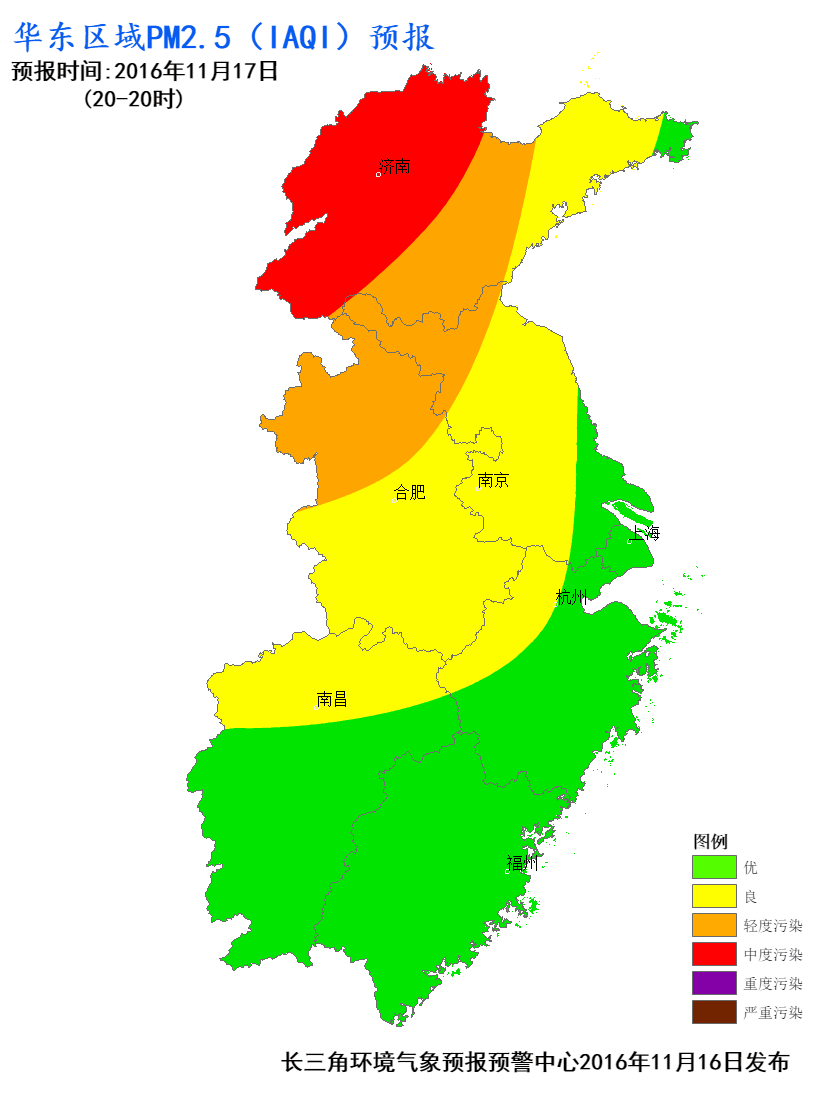 华东区域PM2.5（IAQI）预报
预报时间:2016年11月17日
(20-20时)
济南
合肥
南京
上海
杭州
南昌
福州
图例
优
良
轻度污染
中度污染
重度污染
严重污染
长三角环境气象预报预警中心2016年11月16日发布